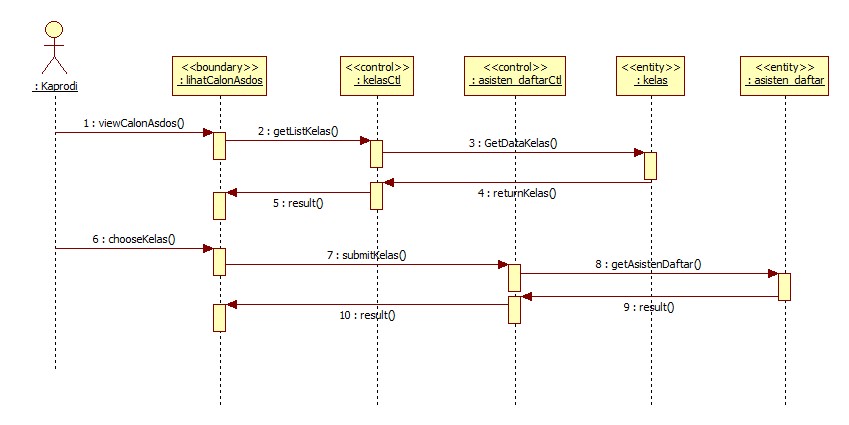 <<boundary>>
: lihatCalonAsdos
<<control>>
: kelasCtl
<<control>>
: asisten_daftarCtl
<<entity>>
: kelas
<<entity>>
: asisten_daftar
: Kaprodi
1 : viewCalonAsdos()
2 : getListKelas()
3 : GetDataKelas()
4 : returnKelas()
5 : result()
6 : chooseKelas()
7 : submitKelas()
8 : getAsistenDaftar()
9 : result()
10 : result()